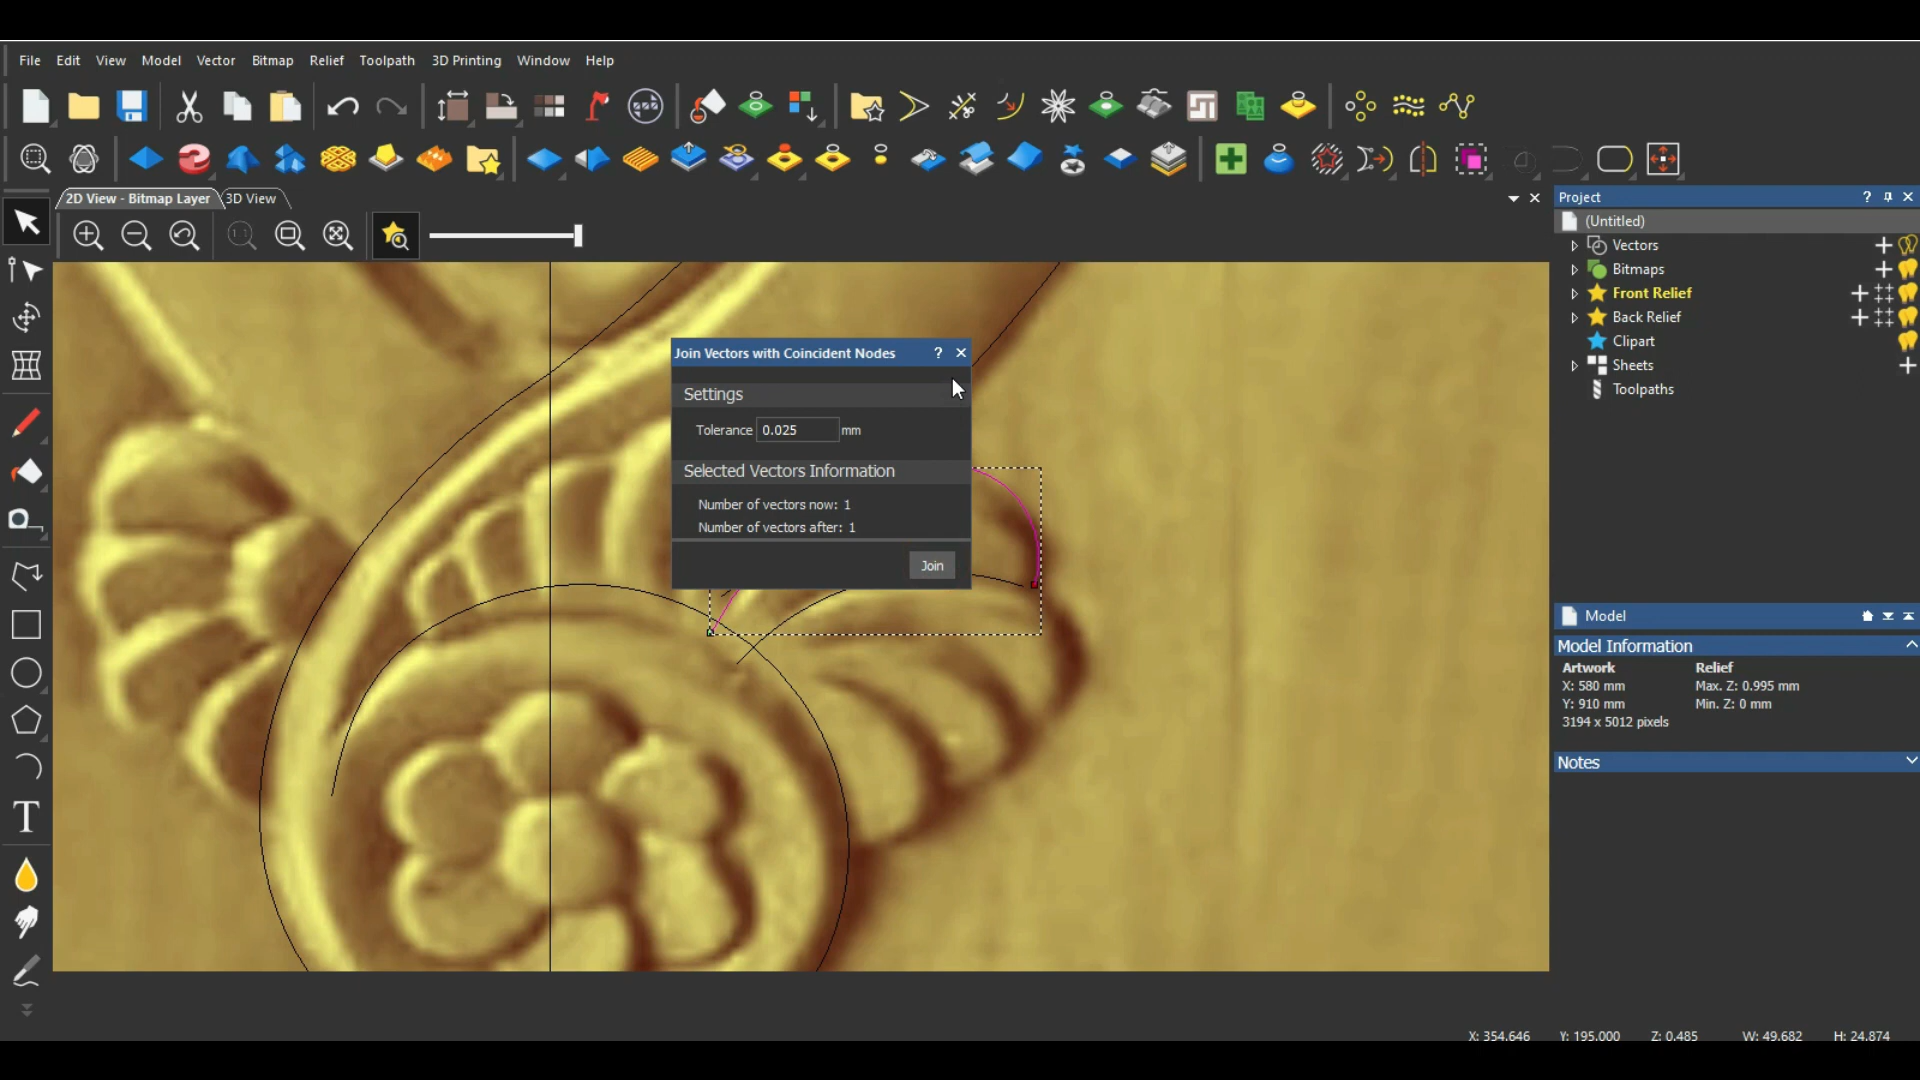 File Edit View Model Vector Bitmap Relief Toolpath 3D Printing Window Help
2D View - Bitmap Layer 3D View
1:1
Project ?
(Untitled)
Vectors
Bitmaps
Front Relief
Back Relief
Clipart
Sheets
Toolpaths
Join Vectors with Coincident Nodes ?
Settings
Tolerance 0.025 mm
Selected Vectors Information
Number of vectors now: 1
Number of vectors after: 1
Join
T
Model
Model Information
Artwork Relief
X: 580 mm Max. Z: 0.995 mm
Y: 910 mm Min. Z: 0 mm
3194 x 5012 pixels
Notes
X: 354.646 Y: 195.000 Z: 0.485 W: 49.682 H: 24.874